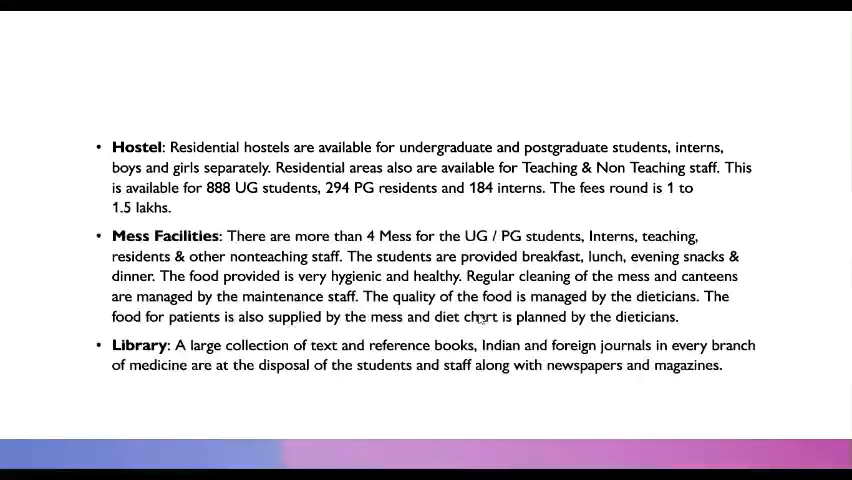 • Hostel: Residential hostels are available for undergraduate and postgraduate students, interns,
boys and girls separately. Residential areas also are available for Teaching & Non Teaching staff. This
is available for 888 UG students, 294 PG residents and 184 interns. The fees round is 1 to
1.5 lakhs.
• Mess Facilities: There are more than 4 Mess for the UG / PG students, Interns, teaching,
residents & other nonteaching staff. The students are provided breakfast, lunch, evening snacks &
dinner. The food provided is very hygienic and healthy. Regular cleaning of the mess and canteens
are managed by the maintenance staff. The quality of the food is managed by the dieticians. The
food for patients is also supplied by the mess and diet chart is planned by the dieticians.
• Library: A large collection of text and reference books, Indian and foreign journals in every branch
of medicine are at the disposal of the students and staff along with newspapers and magazines.